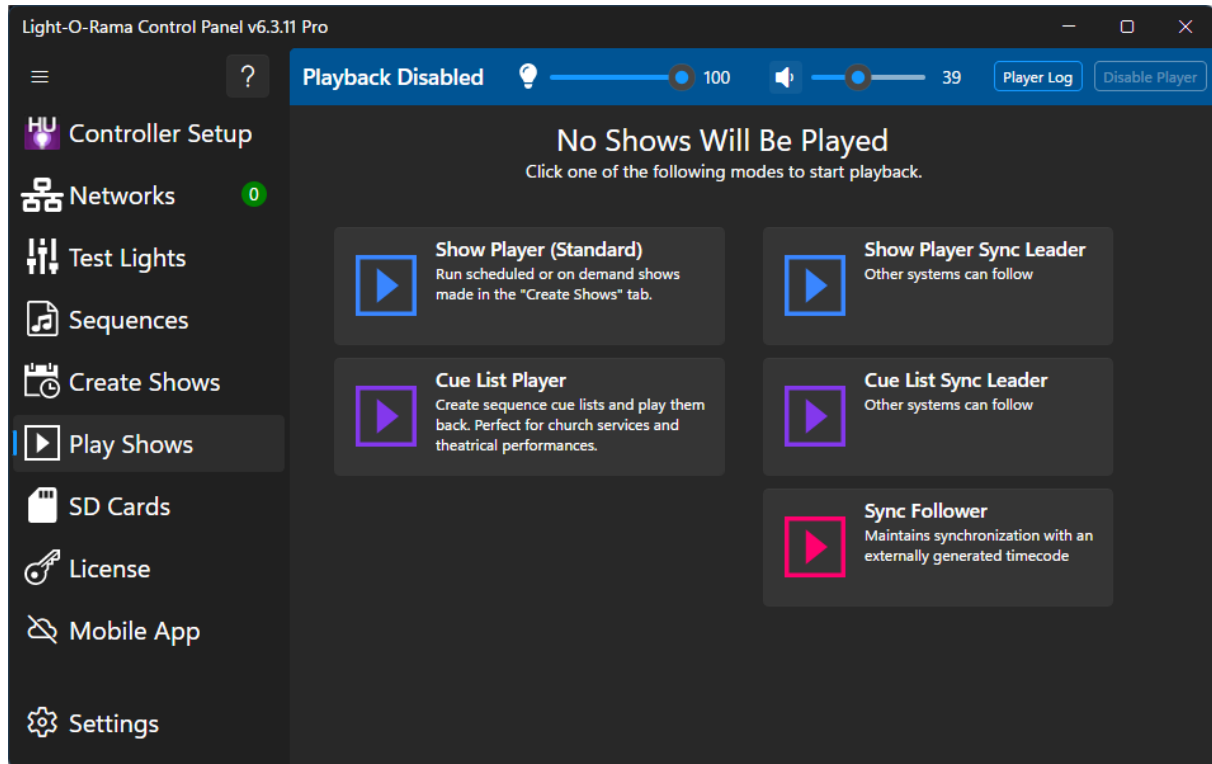 Light-O-Rama Control Panel v6.3.11 Pro
?
Playback Disabled
100
39
Player Log
Disable Player
HU
Controller Setup
Networks
0
Test Lights
Sequences
Create Shows
Play Shows
SD Cards
License
Mobile App
Settings
No Shows Will Be Played
Click one of the following modes to start playback.
Show Player (Standard)
Run scheduled or on demand shows
made in the "Create Shows" tab.
Show Player Sync Leader
Other systems can follow
Cue List Player
Create sequence cue lists and play them
back. Perfect for church services and
theatrical performances.
Cue List Sync Leader
Other systems can follow
Sync Follower
Maintains synchronization with an
externally generated timecode